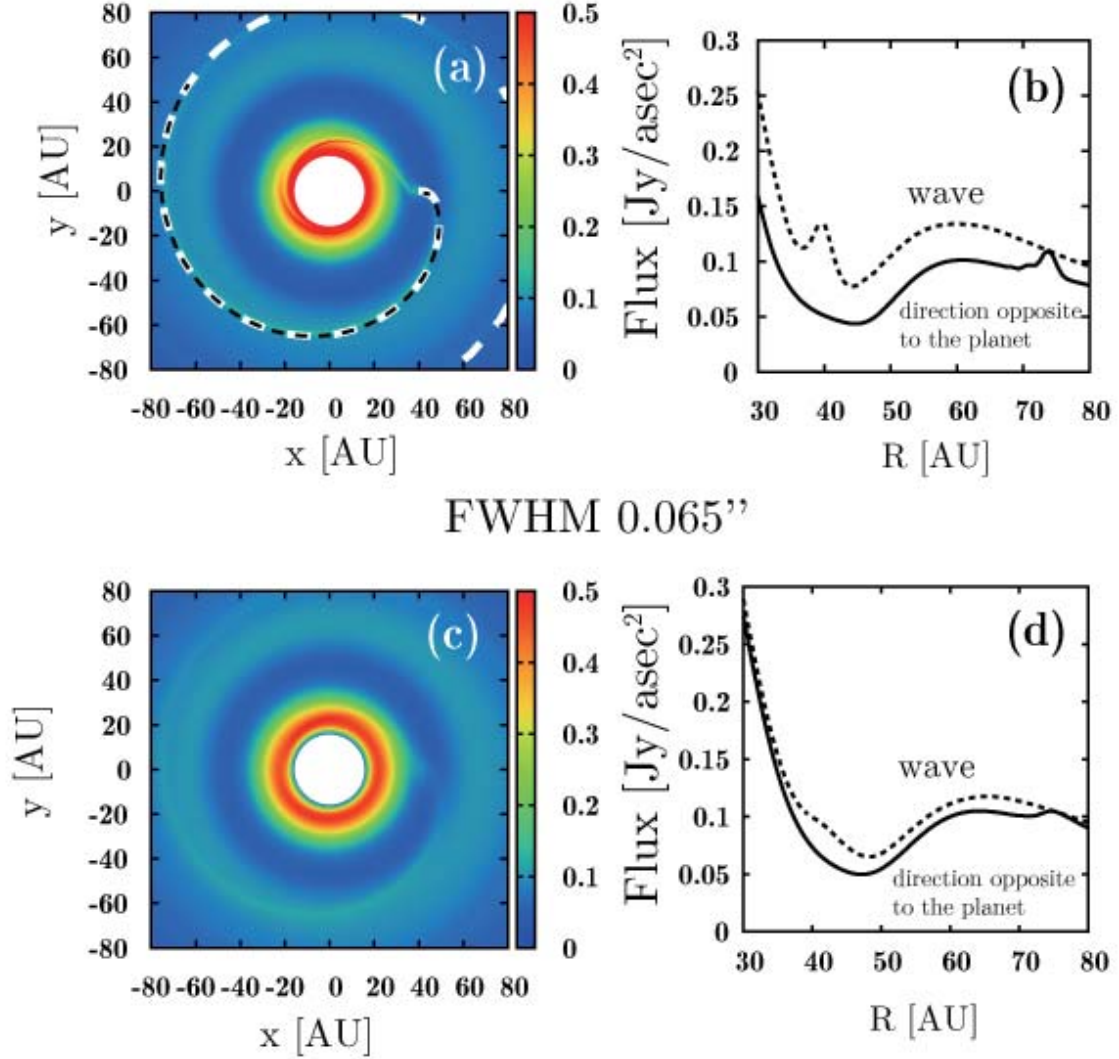 80
60
40
20
0
-20
-40
-60
-80
y [AU]
-80 -60 -40 -20 0 20 40 60 80
x [AU]
(a)
0.5
0.4
0.3
0.2
0.1
0
0.3
0.25
0.2
0.15
0.1
0.05
0
Flux [Jy/asec²]
(b)
wave
direction opposite
to the planet
30 40 50 60 70 80
R [AU]
FWHM 0.065’’
80
60
40
20
0
-20
-40
-60
-80
y [AU]
-80 -60 -40 -20 0 20 40 60 80
x [AU]
(c)
0.5
0.4
0.3
0.2
0.1
0
0.3
0.25
0.2
0.15
0.1
0.05
0
Flux [Jy/asec²]
(d)
wave
direction opposite
to the planet
30 40 50 60 70 80
R [AU]